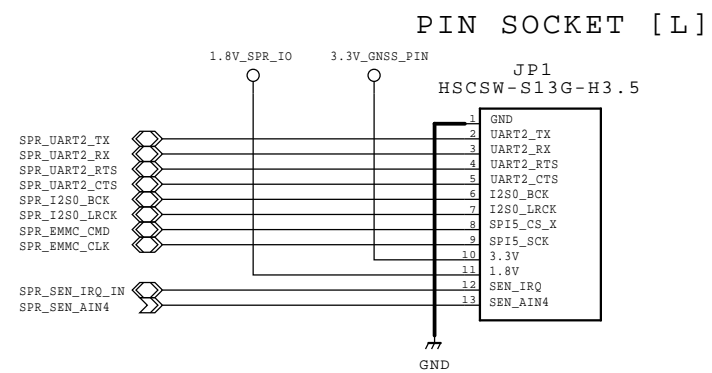 PIN SOCKET [L]
1.8V_SPR_IO 3.3V_GNSS_PIN
JP1
HSCSW-S13G-H3.5
1 GND
SPR_UART2_TX 2 UART2_TX
SPR_UART2_RX 3 UART2_RX
SPR_UART2_RTS 4 UART2_RTS
SPR_UART2_CTS 5 UART2_CTS
SPR_I2S0_BCK 6 I2S0_BCK
SPR_I2S0_LRCK 7 I2S0_LRCK
SPR_EMMC_CMD 8 SPI5_CS_X
SPR_EMMC_CLK 9 SPI5_SCK
10 3.3V
11 1.8V
SPR_SEN_IRQ_IN 12 SEN_IRQ
SPR_SEN_AIN4 13 SEN_AIN4
GND